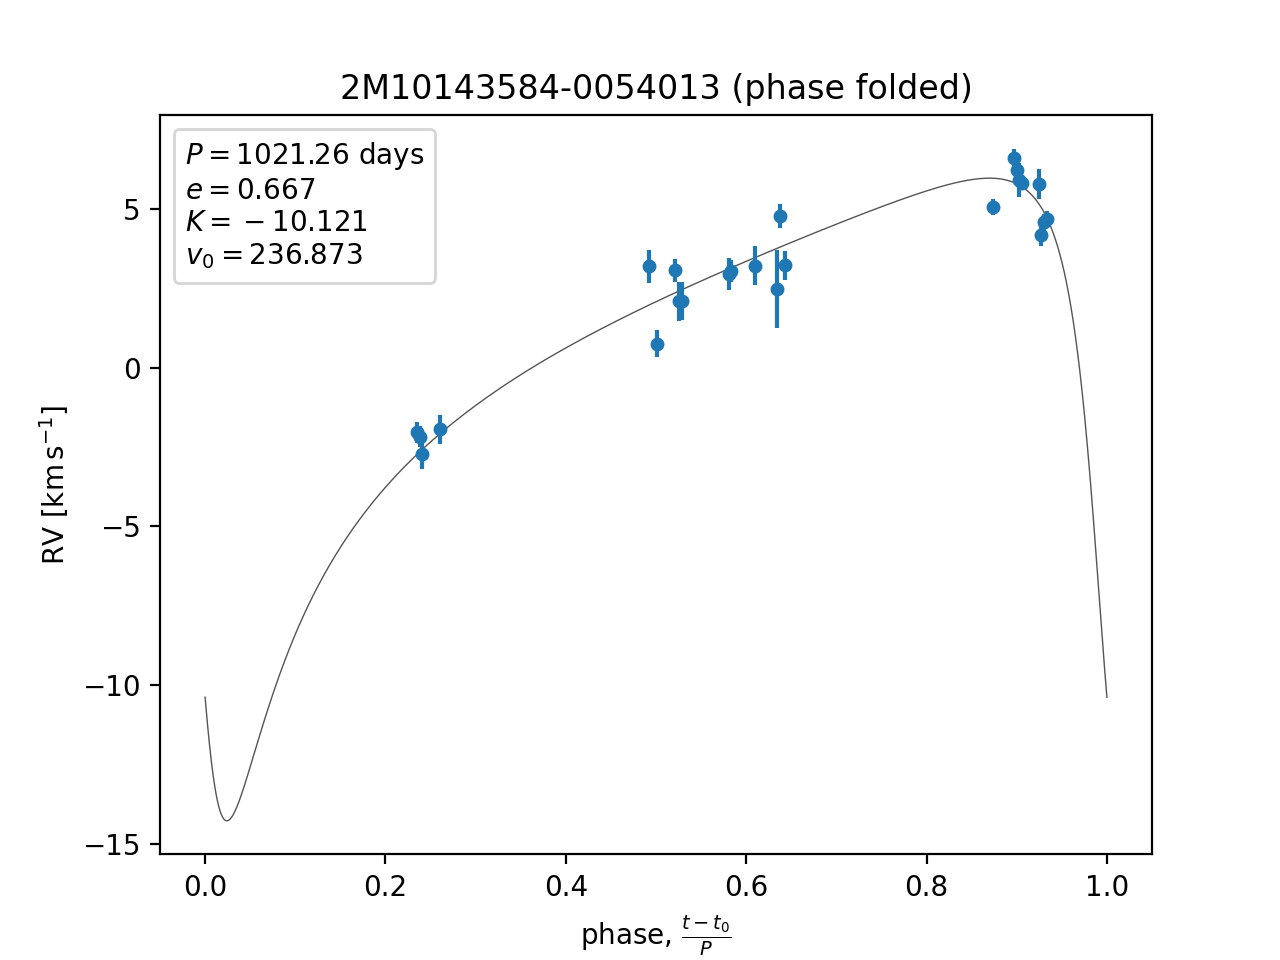 2M10143584-0054013 (phase folded)
P = 1021.26 days
e = 0.667
K = −10.121
v₀ = 236.873
5
0
−5
−10
−15
RV [km s⁻¹]
0.0 0.2 0.4 0.6 0.8 1.0
phase, (t − t₀)/P